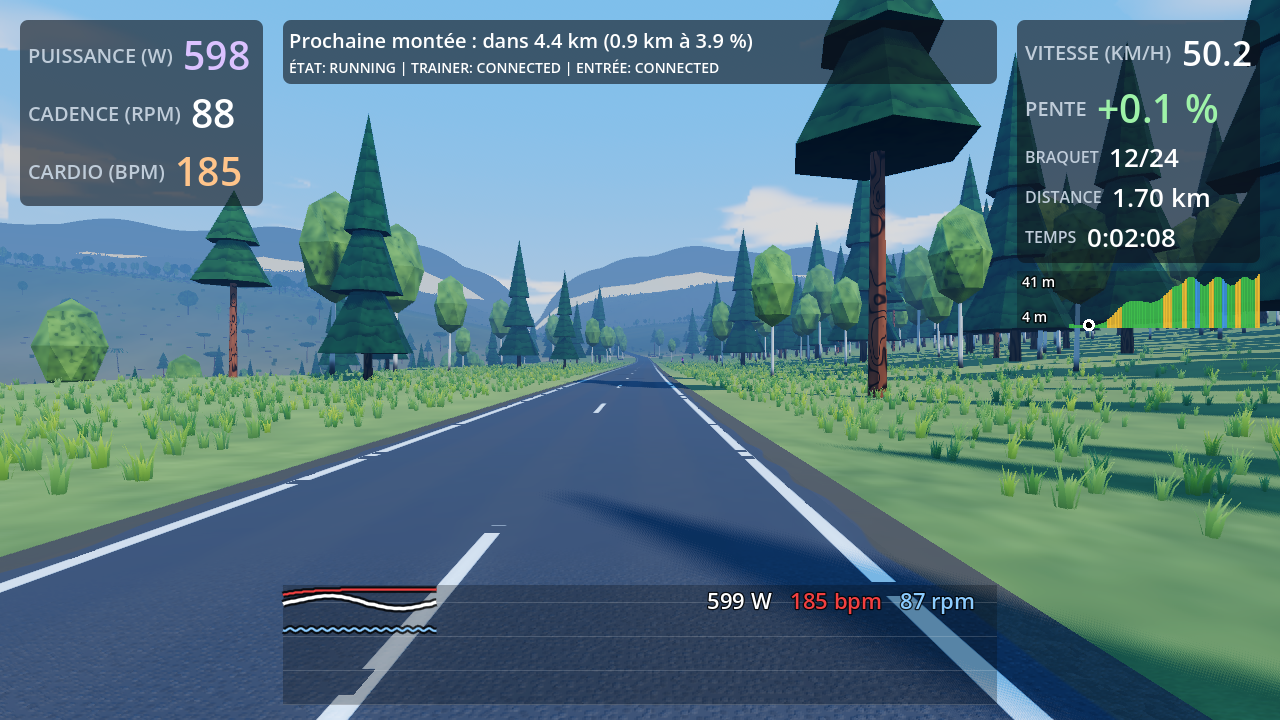 PUISSANCE (W) 598
CADENCE (RPM) 88
CARDIO (BPM) 185
Prochaine montée : dans 4.4 km (0.9 km à 3.9 %)
ÉTAT: RUNNING | TRAINER: CONNECTED | ENTRÉE: CONNECTED
VITESSE (KM/H) 50.2
PENTE +0.1 %
BRAQUET 12/24
DISTANCE 1.70 km
TEMPS 0:02:08
41 m
4 m
599 W 185 bpm 87 rpm